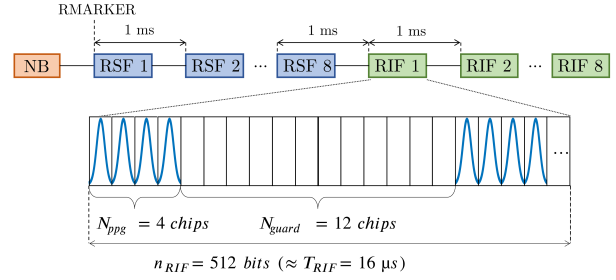 RMARKER
1 ms 1 ms 1 ms
NB RSF 1 RSF 2 ... RSF 8 RIF 1 RIF 2 ... RIF 8
...
N_ppg = 4 chips N_guard = 12 chips
n_RIF = 512 bits (≈ T_RIF = 16 μs)